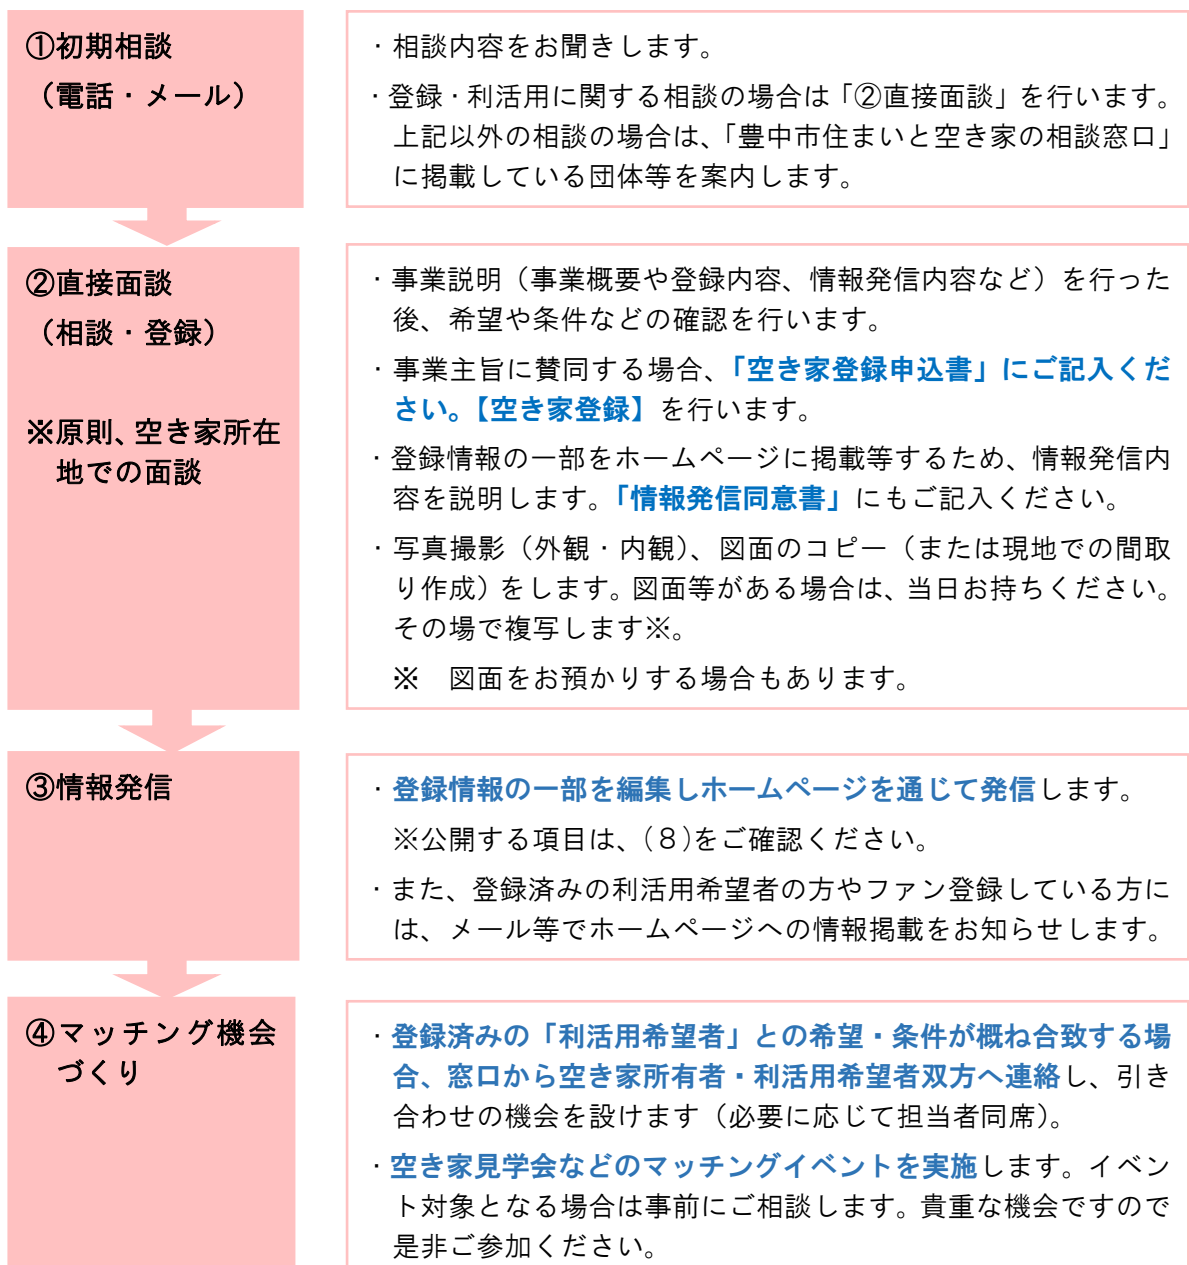 ①初期相談
（電話・メール）
・相談内容をお聞きします。
・登録・利活用に関する相談の場合は「②直接面談」を行います。
上記以外の相談の場合は、「豊中市住まいと空き家の相談窓口」
に掲載している団体等を案内します。
②直接面談
（相談・登録）
※原則、空き家所在
地での面談
・事業説明（事業概要や登録内容、情報発信内容など）を行った
後、希望や条件などの確認を行います。
・事業主旨に賛同する場合、「空き家登録申込書」にご記入くだ
さい。【空き家登録】を行います。
・登録情報の一部をホームページに掲載等するため、情報発信内
容を説明します。「情報発信同意書」にもご記入ください。
・写真撮影（外観・内観）、図面のコピー（または現地での間取
り作成）をします。図面等がある場合は、当日お持ちください。
その場で複写します※。
※　図面をお預かりする場合もあります。
③情報発信
・登録情報の一部を編集しホームページを通じて発信します。
※公開する項目は、（８）をご確認ください。
・また、登録済みの利活用希望者の方やファン登録している方に
は、メール等でホームページへの情報掲載をお知らせします。
④マッチング機会
づくり
・登録済みの「利活用希望者」との希望・条件が概ね合致する場
合、窓口から空き家所有者・利活用希望者双方へ連絡し、引き
合わせの機会を設けます（必要に応じて担当者同席）。
・空き家見学会などのマッチングイベントを実施します。イベン
ト対象となる場合は事前にご相談します。貴重な機会ですので
是非ご参加ください。